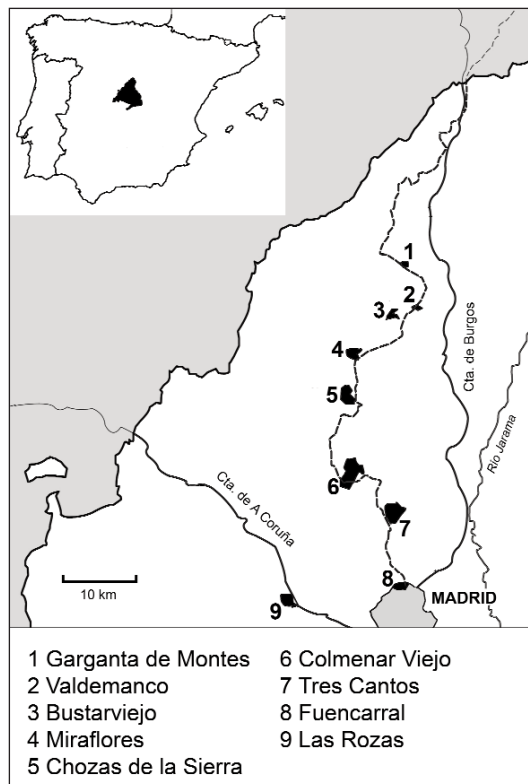 1
2
3
4
5
6
7
8
9
Cta. de Burgos
Río Jarama
Cta. de A Coruña
10 km
MADRID
1 Garganta de Montes
2 Valdemanco
3 Bustarviejo
4 Miraflores
5 Chozas de la Sierra
6 Colmenar Viejo
7 Tres Cantos
8 Fuencarral
9 Las Rozas